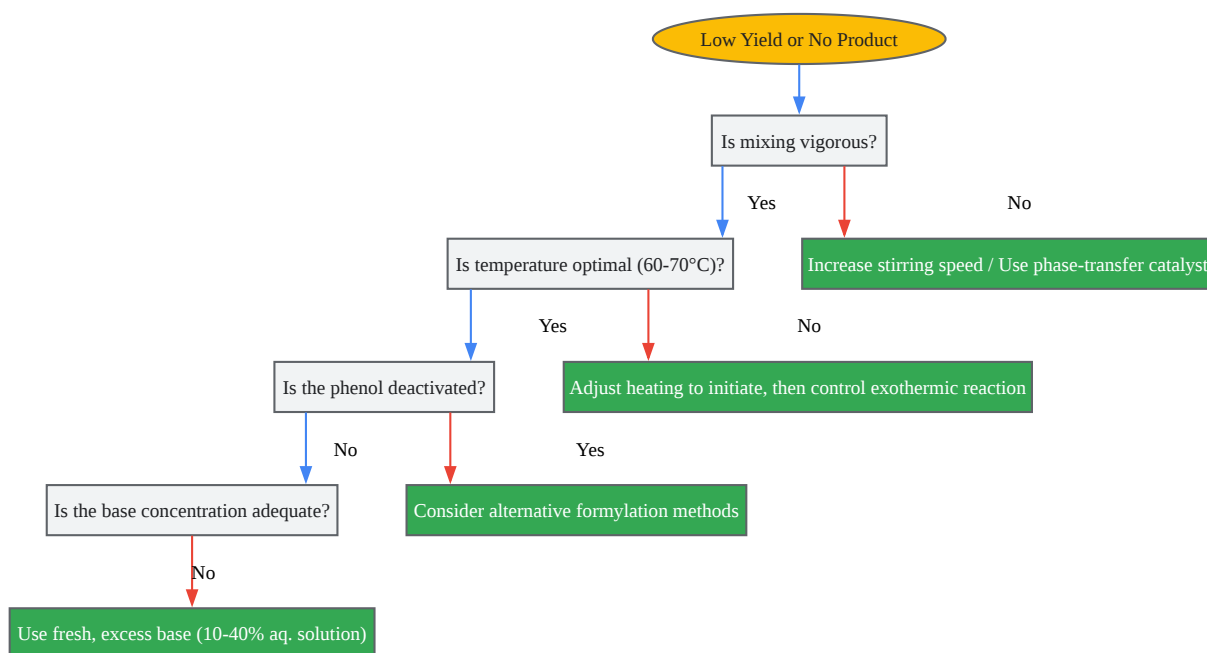 Low Yield or No Product
Is mixing vigorous?
Yes
No
Is temperature optimal (60-70°C)?
Increase stirring speed / Use phase-transfer catalyst
Yes
No
Is the phenol deactivated?
Adjust heating to initiate, then control exothermic reaction
No
Yes
Is the base concentration adequate?
Consider alternative formylation methods
No
Use fresh, excess base (10-40% aq. solution)